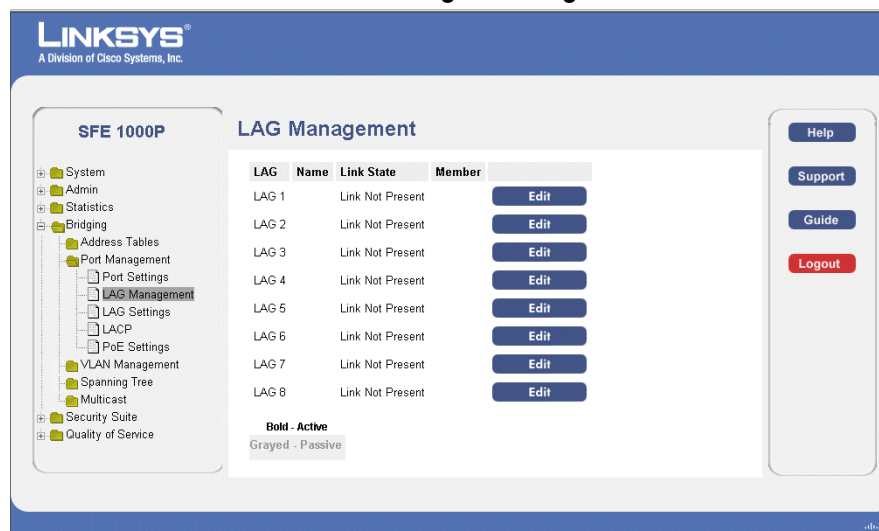 LINKSYS®
A Division of Cisco Systems, Inc.
SFE 1000P
System
Admin
Statistics
Bridging
Address Tables
Port Management
Port Settings
LAG Management
LAG Settings
LACP
PoE Settings
VLAN Management
Spanning Tree
Multicast
Security Suite
Quality of Service
LAG Management
LAG Name Link State Member
LAG 1 Link Not Present Edit
LAG 2 Link Not Present Edit
LAG 3 Link Not Present Edit
LAG 4 Link Not Present Edit
LAG 5 Link Not Present Edit
LAG 6 Link Not Present Edit
LAG 7 Link Not Present Edit
LAG 8 Link Not Present Edit
Bold - Active
Grayed - Passive
Help
Support
Guide
Logout